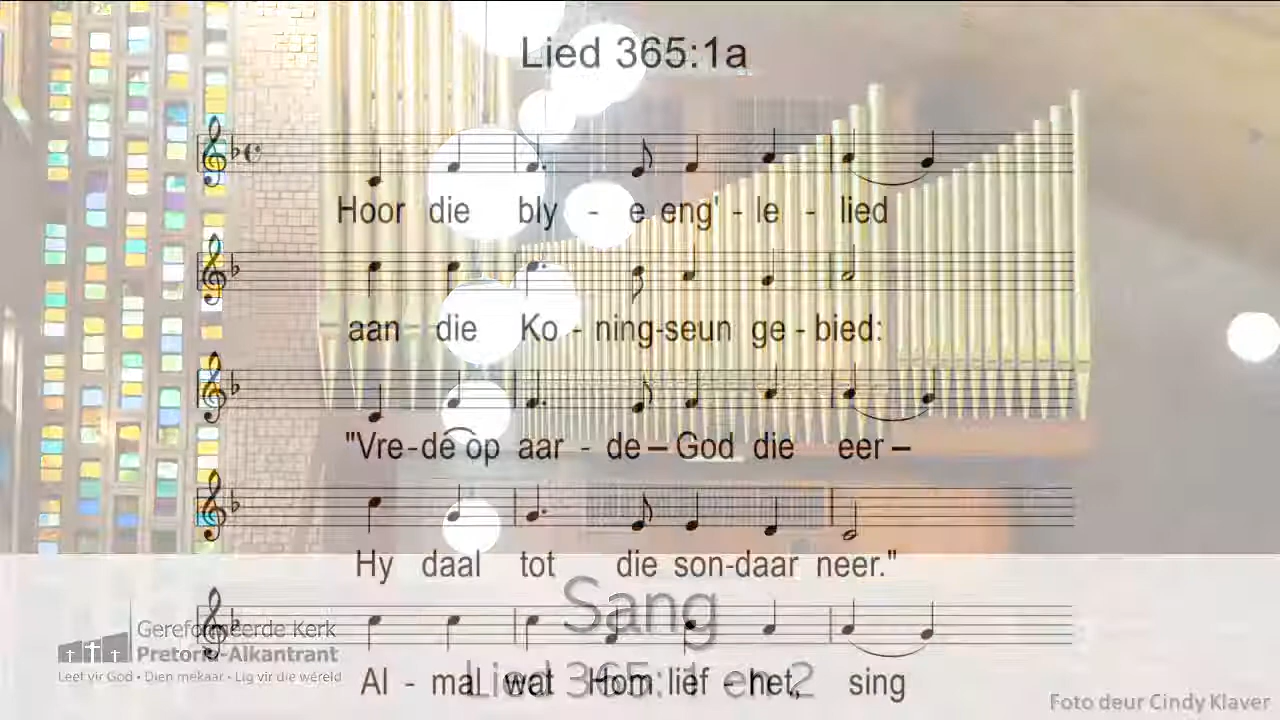 Lied 365:1a
Hoor die bly - e eng' - le - lied
aan die Ko - ning-seun ge - bied:
"Vre-de op aar - de – God die eer –
Hy daal tot die son-daar neer."
Sang
Gereformeerde Kerk
Pretoria-Alkantrant
Leef vir God • Dien mekaar • Lig vir die wêreld
Al - mal wat Hom lief - het, sing
Lied 365: 1 en 2
Foto deur Cindy Klaver